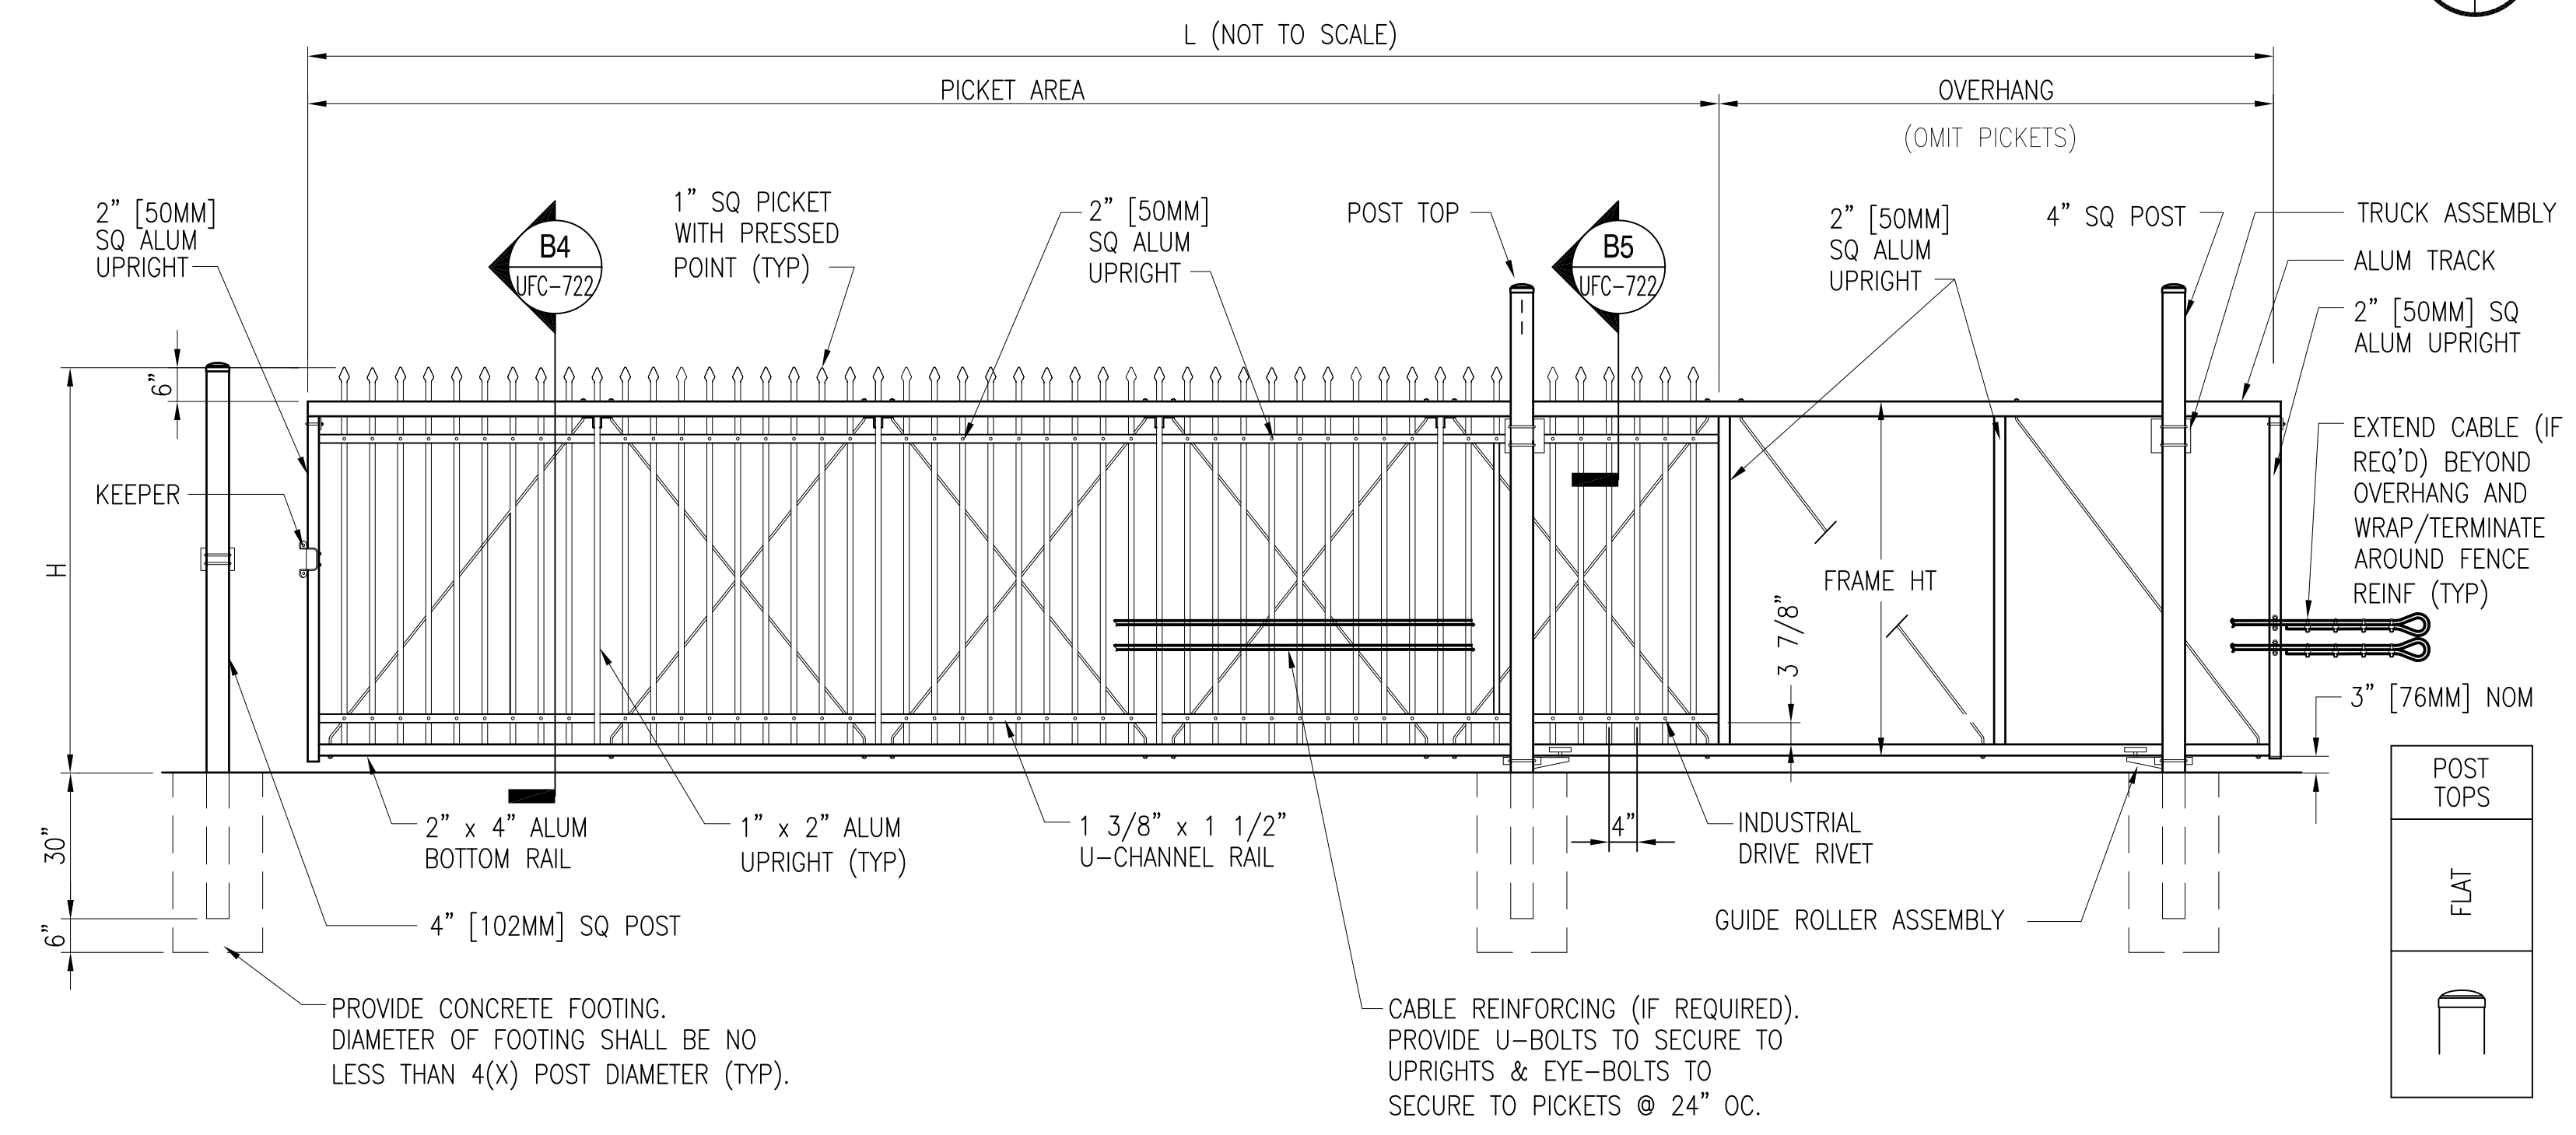 L (NOT TO SCALE)
PICKET AREA
OVERHANG
(OMIT PICKETS)
2” [50MM]
SQ ALUM
UPRIGHT
B4
UFC-722
1” SQ PICKET
WITH PRESSED
POINT (TYP)
2” [50MM]
SQ ALUM
UPRIGHT
POST TOP
B5
UFC-722
2” [50MM]
SQ ALUM
UPRIGHT
4” SQ POST
TRUCK ASSEMBLY
ALUM TRACK
2” [50MM] SQ
ALUM UPRIGHT
6”
KEEPER
H
FRAME HT
3 7/8”
EXTEND CABLE (IF
REQ’D) BEYOND
OVERHANG AND
WRAP/TERMINATE
AROUND FENCE
REINF (TYP)
3” [76MM] NOM
30”
6”
2” x 4” ALUM
BOTTOM RAIL
1” x 2” ALUM
UPRIGHT (TYP)
1 3/8” x 1 1/2”
U-CHANNEL RAIL
4”
INDUSTRIAL
DRIVE RIVET
4” [102MM] SQ POST
GUIDE ROLLER ASSEMBLY
PROVIDE CONCRETE FOOTING.
DIAMETER OF FOOTING SHALL BE NO
LESS THAN 4(X) POST DIAMETER (TYP).
CABLE REINFORCING (IF REQUIRED).
PROVIDE U-BOLTS TO SECURE TO
UPRIGHTS & EYE-BOLTS TO
SECURE TO PICKETS @ 24” OC.
POST
TOPS
FLAT